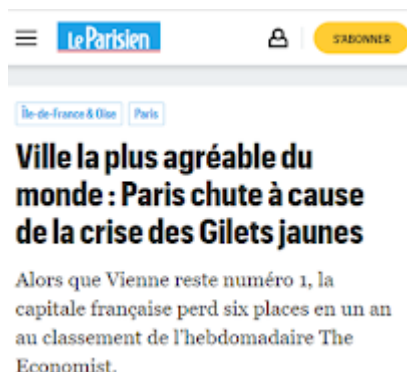 Le Parisien
S'ABONNER
Île-de-France & Oise Paris
Ville la plus agréable du
monde : Paris chute à cause
de la crise des Gilets jaunes
Alors que Vienne reste numéro 1, la
capitale française perd six places en un an
au classement de l'hebdomadaire The
Economist.